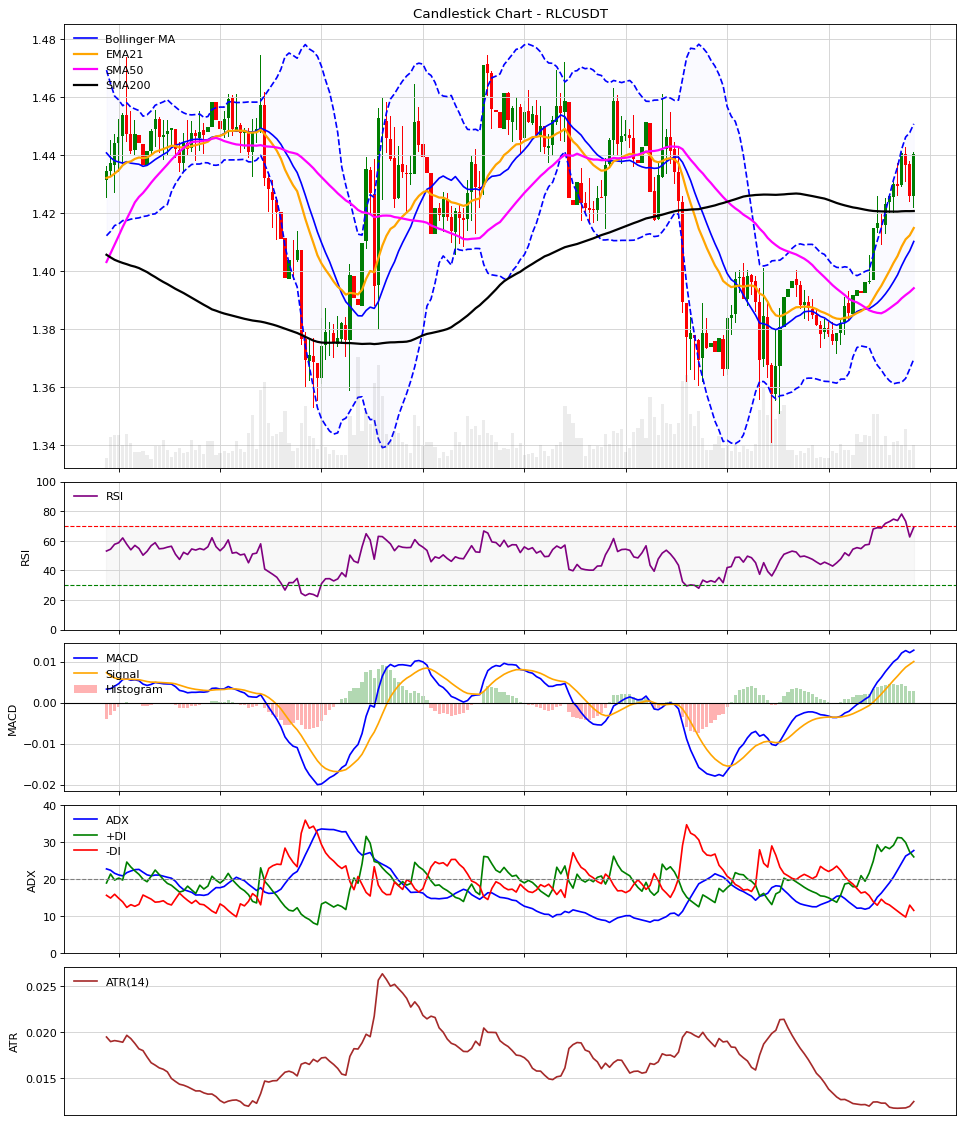 Candlestick Chart - RLCUSDT
Bollinger MA
EMA21
SMA50
SMA200
1.48
1.46
1.44
1.42
1.40
1.38
1.36
1.34
RSI
RSI
100
80
60
40
20
0
MACD
Signal
Histogram
MACD
0.01
0.00
−0.01
−0.02
ADX
+DI
-DI
ADX
40
30
20
10
0
ATR(14)
ATR
0.025
0.020
0.015